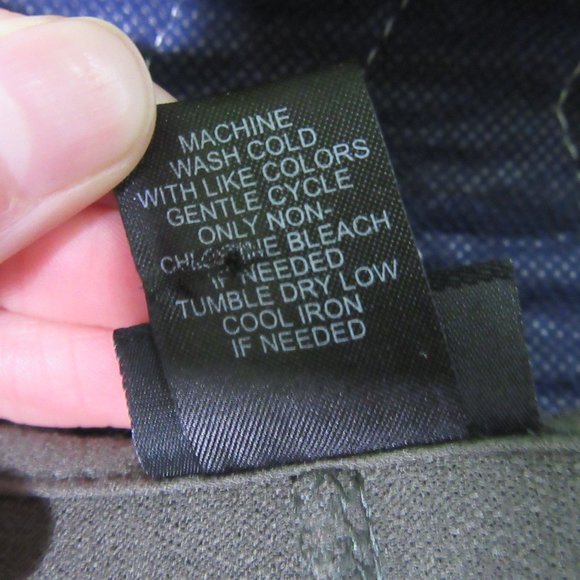 MACHINE
WASH COLD
WITH LIKE COLORS
GENTLE CYCLE
ONLY NON-
CHLORINE BLEACH
IF NEEDED
TUMBLE DRY LOW
COOL IRON
IF NEEDED